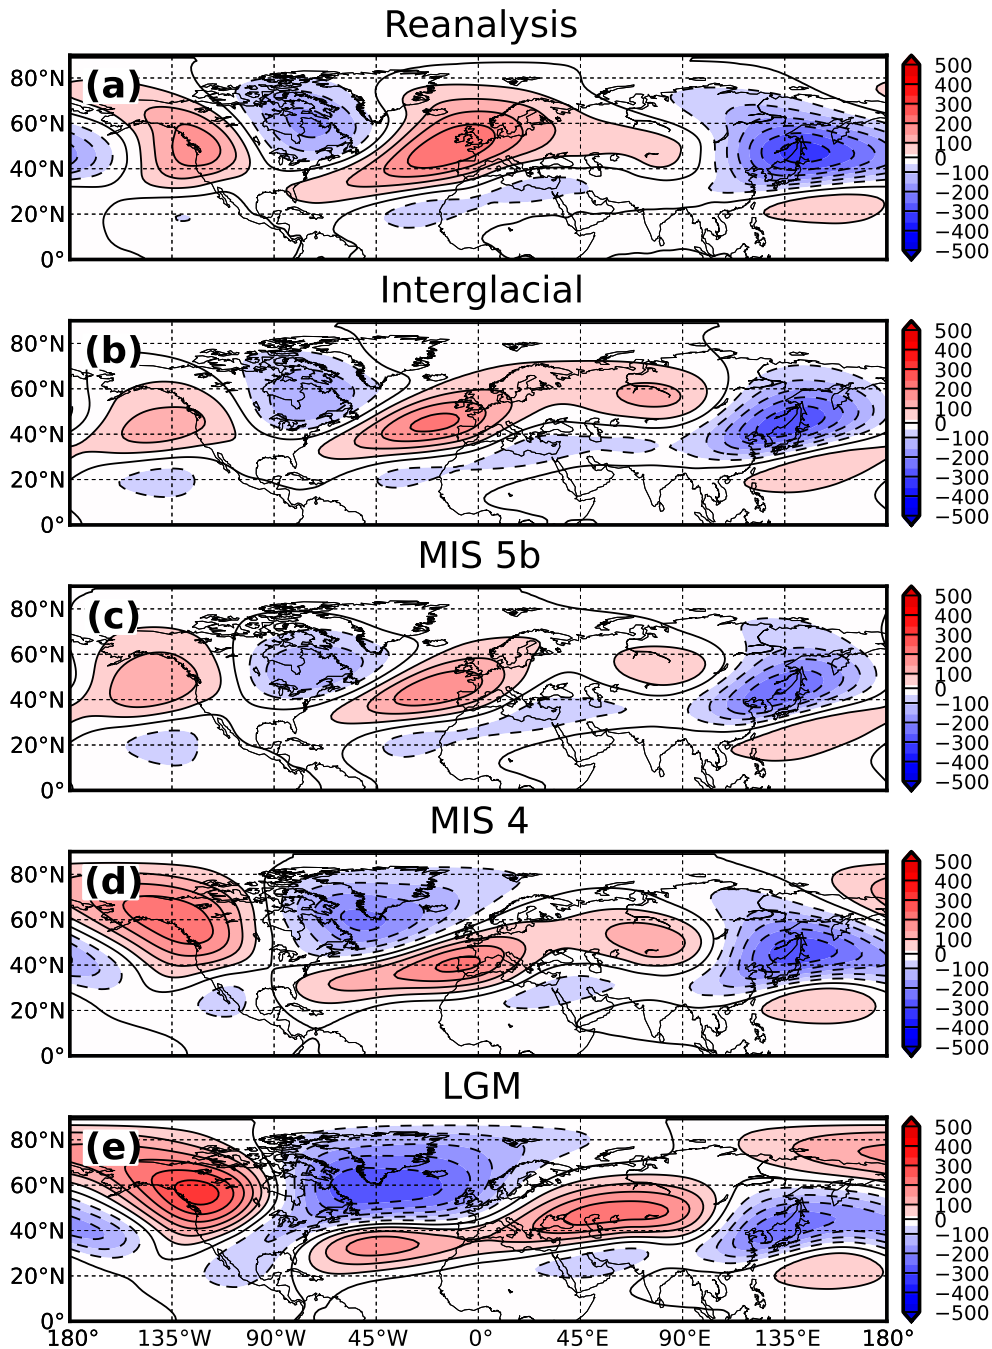 Reanalysis
(a)
80°N
60°N
40°N
20°N
0°
500
400
300
200
100
0
−100
−200
−300
−400
−500
Interglacial
(b)
80°N
60°N
40°N
20°N
0°
500
400
300
200
100
0
−100
−200
−300
−400
−500
MIS 5b
(c)
80°N
60°N
40°N
20°N
0°
500
400
300
200
100
0
−100
−200
−300
−400
−500
MIS 4
(d)
80°N
60°N
40°N
20°N
0°
500
400
300
200
100
0
−100
−200
−300
−400
−500
LGM
(e)
80°N
60°N
40°N
20°N
0°
500
400
300
200
100
0
−100
−200
−300
−400
−500
180° 135°W 90°W 45°W 0° 45°E 90°E 135°E 180°